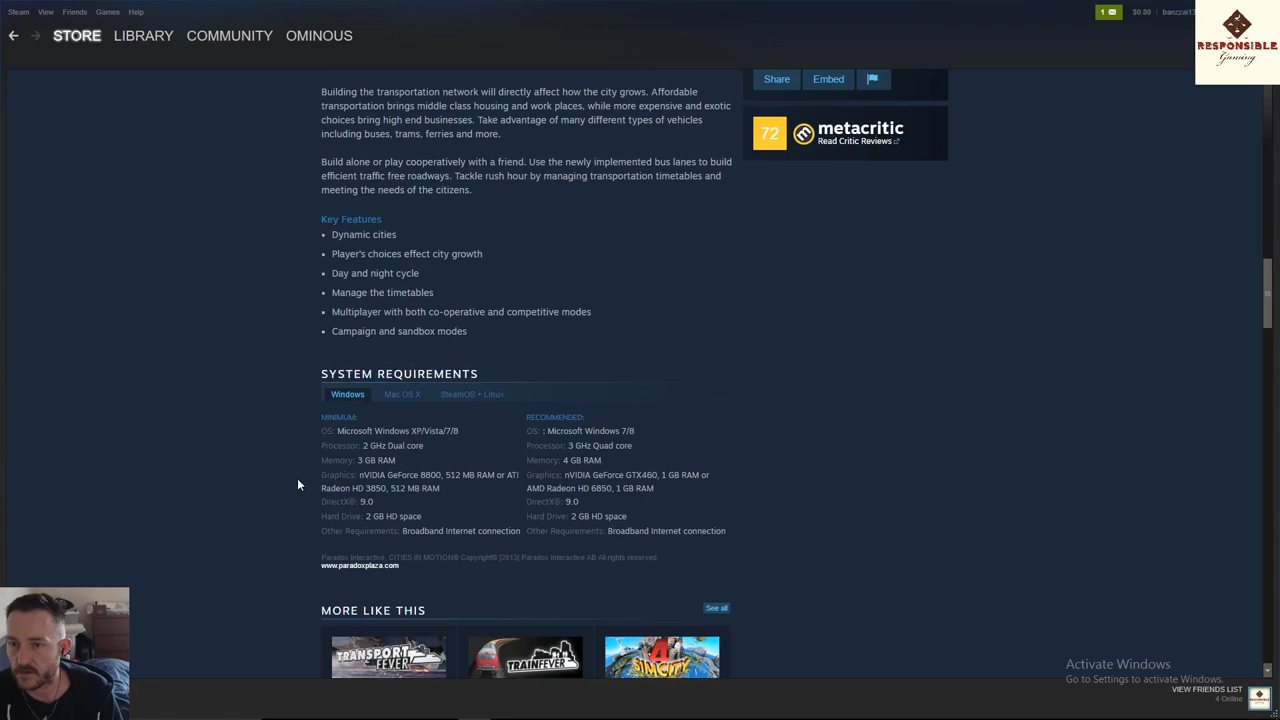 Steam View Friends Games Help
1 $0.80 banzzai13
STORE LIBRARY COMMUNITY OMINOUS
RESPONSIBLE
Gaming
Share Embed
Building the transportation network will directly affect how the city grows. Affordable
transportation brings middle class housing and work places, while more expensive and exotic
choices bring high end businesses. Take advantage of many different types of vehicles
including buses, trams, ferries and more.
72 metacritic
Read Critic Reviews
Build alone or play cooperatively with a friend. Use the newly implemented bus lanes to build
efficient traffic free roadways. Tackle rush hour by managing transportation timetables and
meeting the needs of the citizens.
Key Features
Dynamic cities
Player's choices effect city growth
Day and night cycle
Manage the timetables
Multiplayer with both co-operative and competitive modes
Campaign and sandbox modes
SYSTEM REQUIREMENTS
Windows Mac OS X SteamOS + Linux
MINIMUM:
OS: Microsoft Windows XP/Vista/7/8
Processor: 2 GHz Dual core
Memory: 3 GB RAM
Graphics: nVIDIA GeForce 8800, 512 MB RAM or ATI
Radeon HD 3850, 512 MB RAM
DirectX®: 9.0
Hard Drive: 2 GB HD space
Other Requirements: Broadband Internet connection
RECOMMENDED:
OS: : Microsoft Windows 7/8
Processor: 3 GHz Quad core
Memory: 4 GB RAM
Graphics: nVIDIA GeForce GTX460, 1 GB RAM or
AMD Radeon HD 6850, 1 GB RAM
DirectX®: 9.0
Hard Drive: 2 GB HD space
Other Requirements: Broadband Internet connection
Paradox Interactive. CITIES IN MOTION® Copyright© [2013] Paradox Interactive AB All rights reserved.
www.paradoxplaza.com
MORE LIKE THIS See all
TRANSPORT
FEVER
TRAINFEVER
SIMCITY
4
Activate Windows
Go to Settings to activate Windows.
VIEW FRIENDS LIST
4 Online